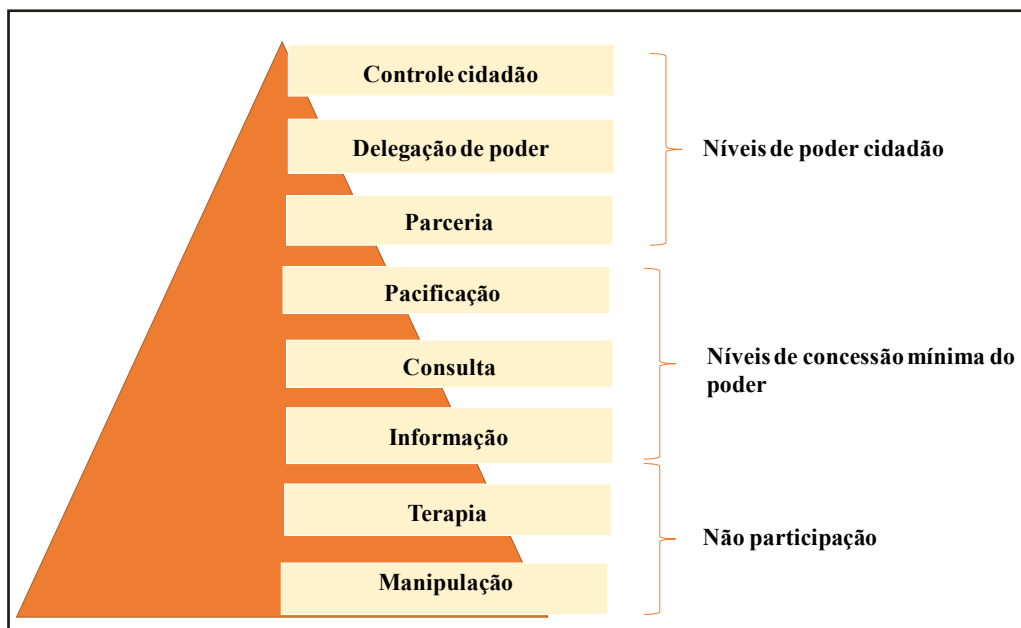 Controle cidadão
Delegação de poder
Parceria
Níveis de poder cidadão
Pacificação
Consulta
Informação
Níveis de concessão mínima do
poder
Terapia
Manipulação
Não participação